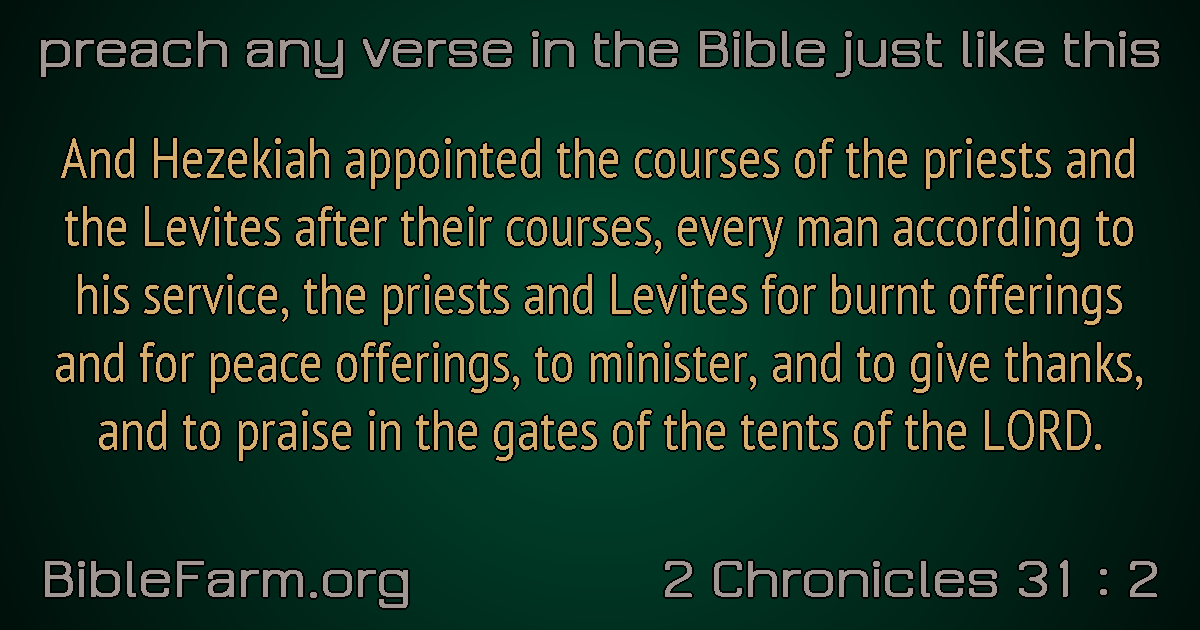 preach any verse in the Bible just like this
And Hezekiah appointed the courses of the priests and
the Levites after their courses, every man according to
his service, the priests and Levites for burnt offerings
and for peace offerings, to minister, and to give thanks,
and to praise in the gates of the tents of the LORD.
BibleFarm.org
2 Chronicles 31 : 2